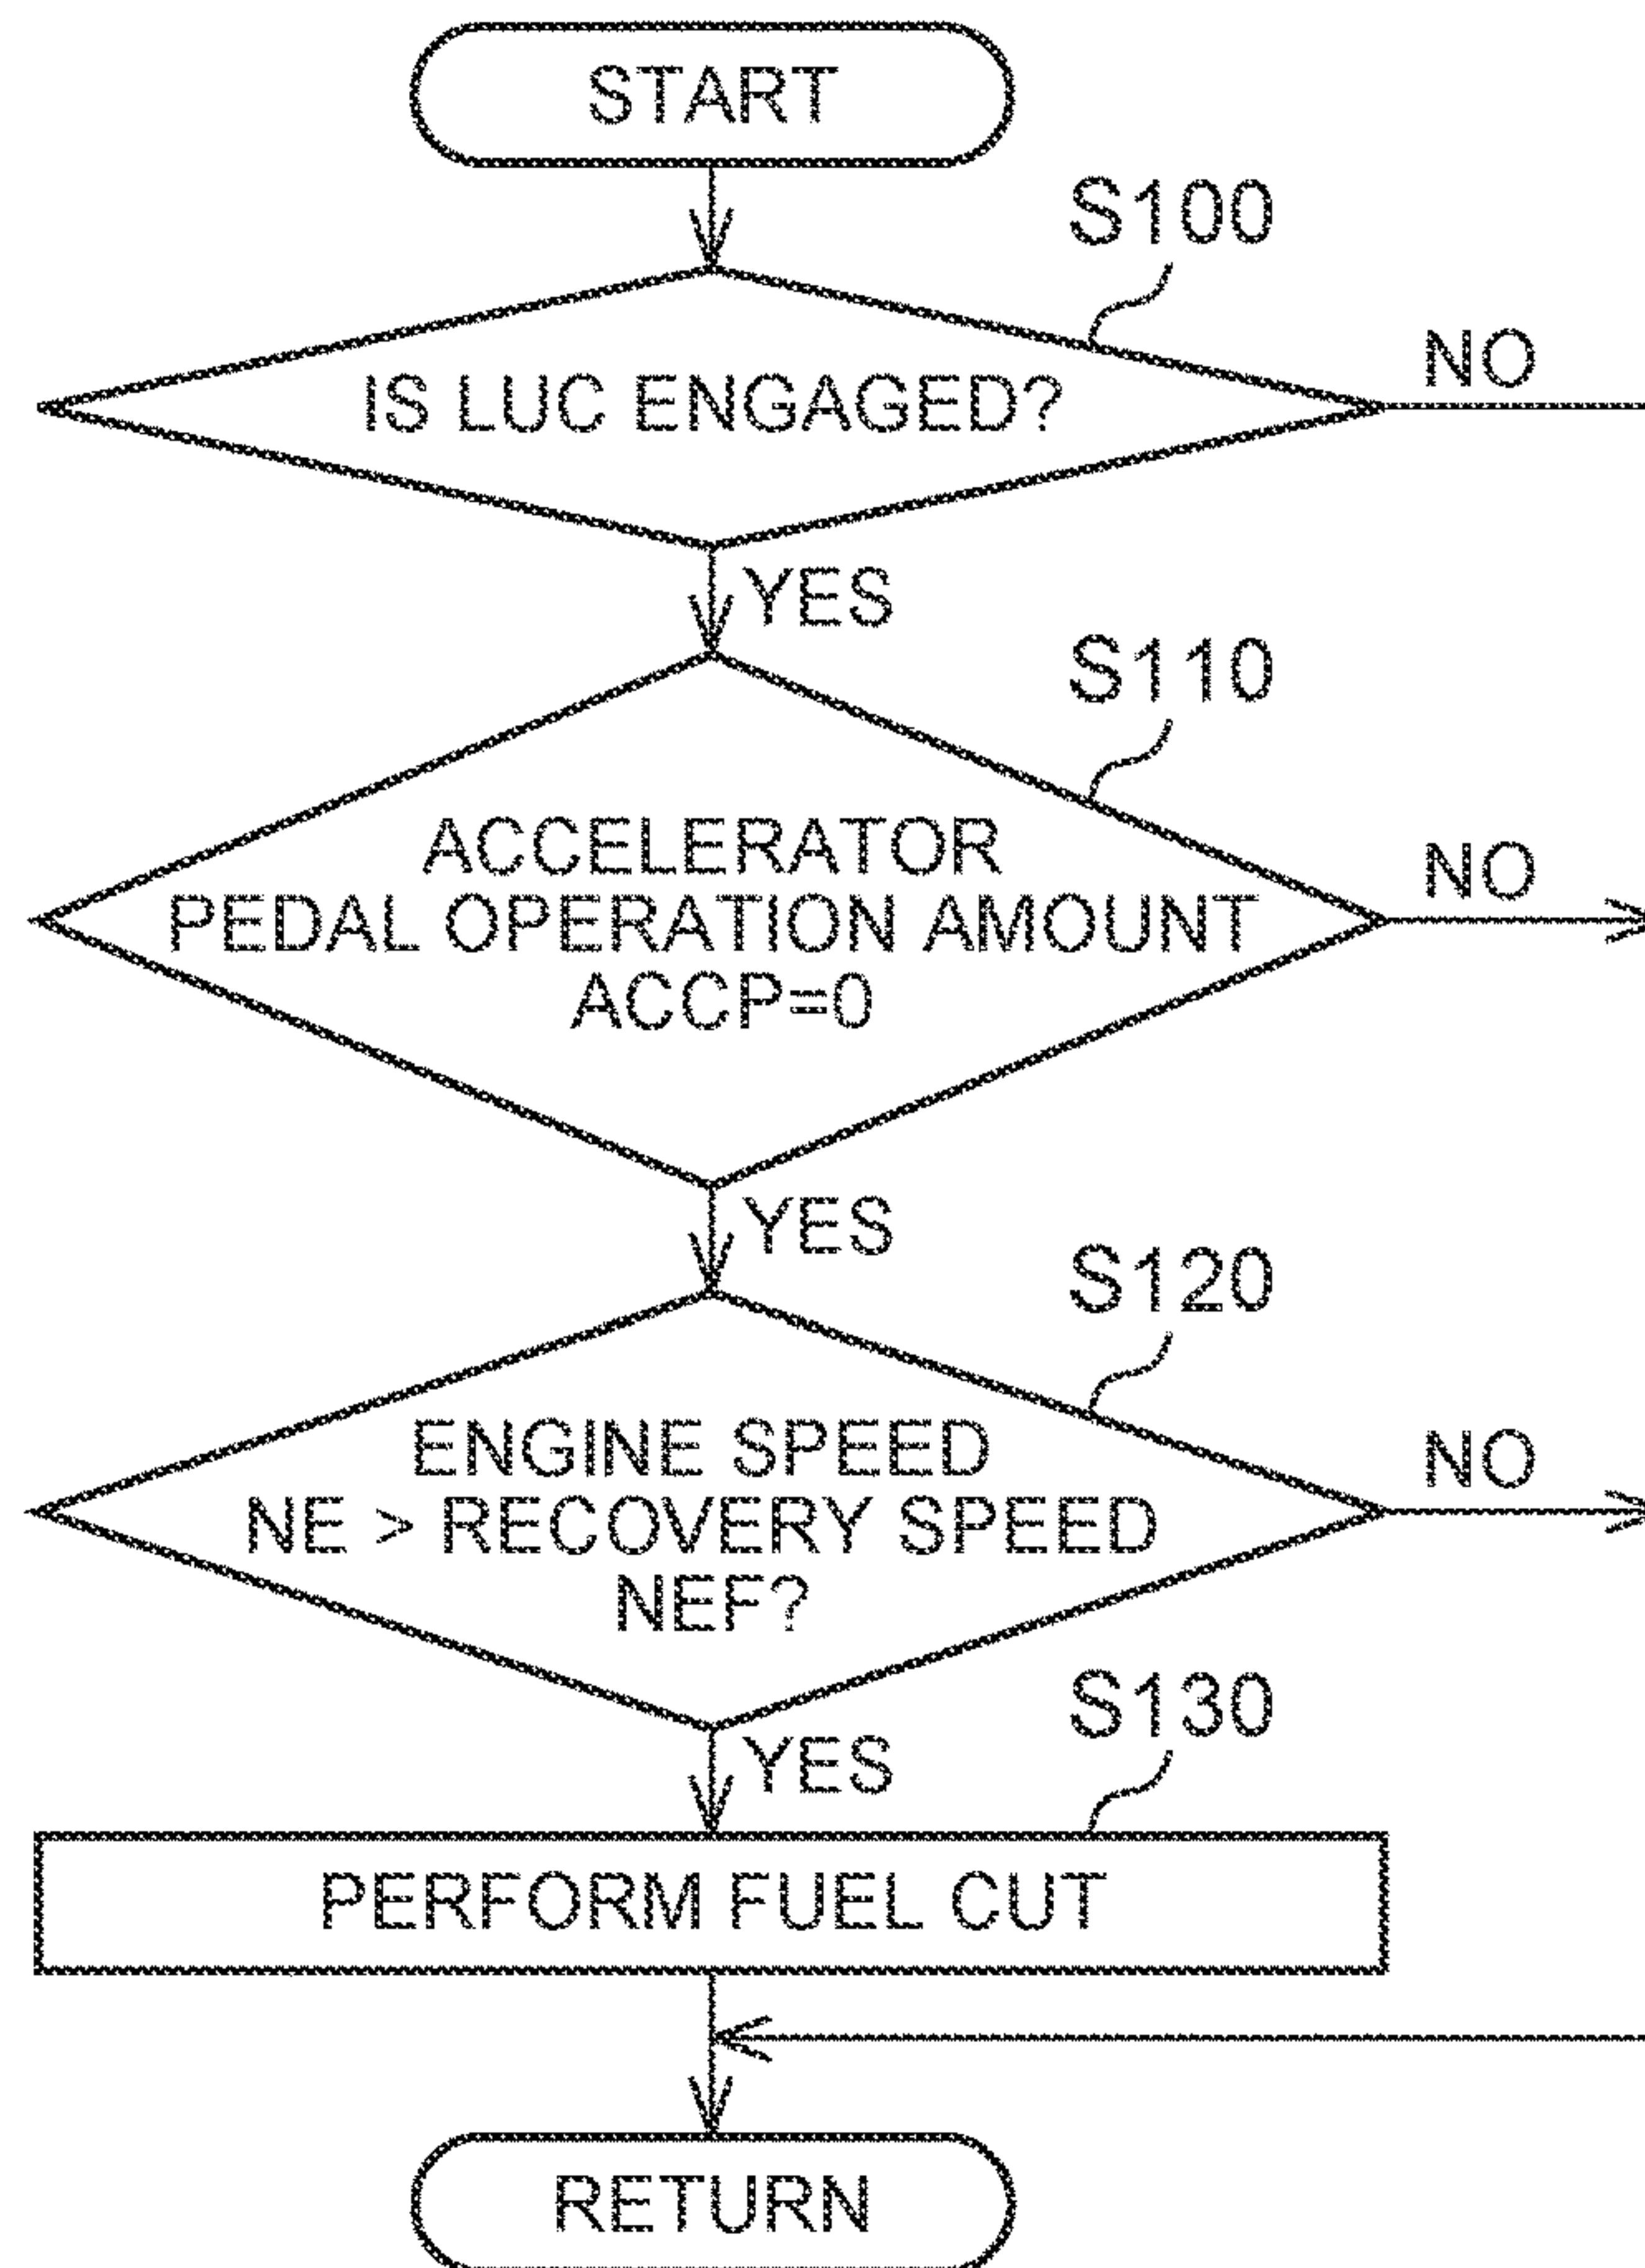 START
S100
IS LUC ENGAGED?
NO
YES
S110
ACCELERATOR
PEDAL OPERATION AMOUNT
ACCP=0
NO
YES
S120
ENGINE SPEED
NE > RECOVERY SPEED
NEF?
NO
YES
S130
PERFORM FUEL CUT
RETURN